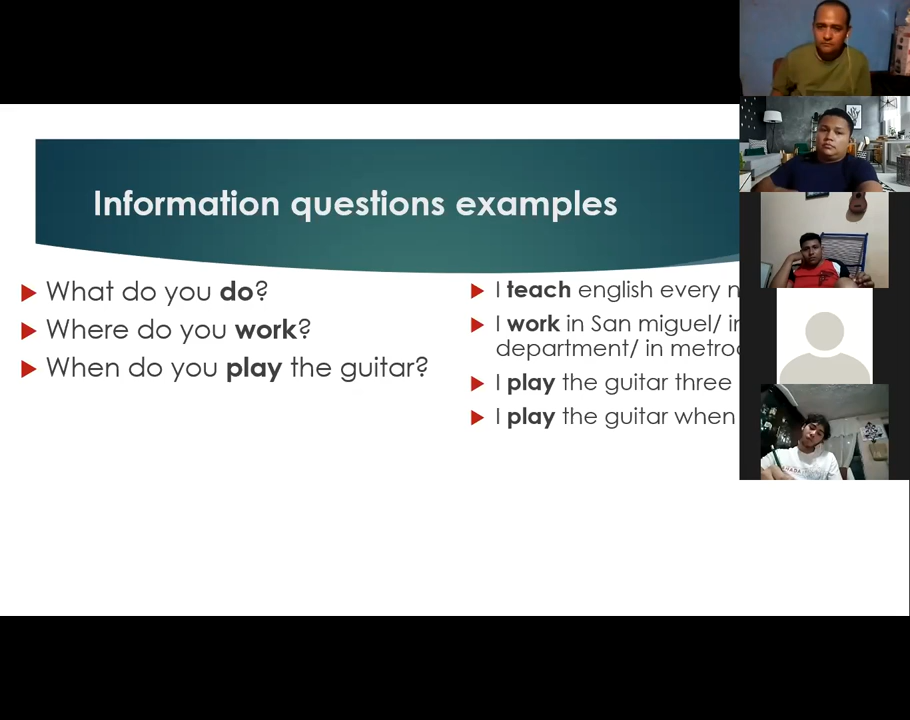 Information questions examples
What do you do?
Where do you work?
When do you play the guitar?
I teach english every
I work in San miguel/
department/ in
I play the guitar three
I play the guitar when